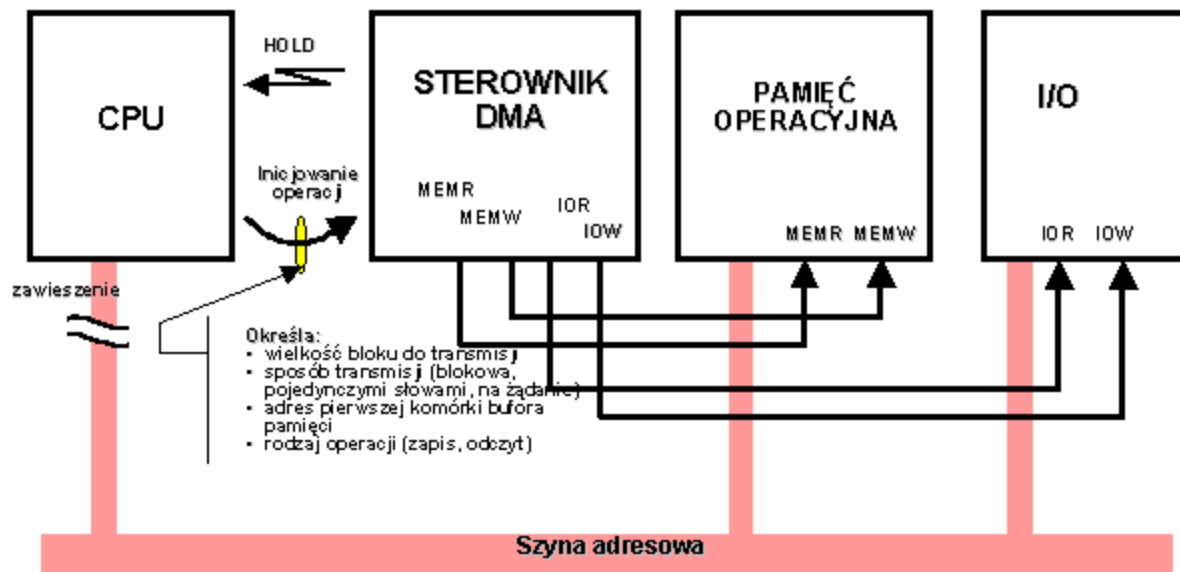 HOLD
CPU
STEROWNIK
DMA
PAMIĘĆ
OPERACYJNA
I/O
Inicjowanie
operacji
MEMR
MEMW
IOR
IOW
MEMR MEMW
IOR IOW
zawieszenie
Określa:
• wielkość bloku do transmisji
• sposób transmisji (blokowa,
pojedynczymi słowami, na żądanie)
• adres pierwszej komórki bufora
pamięci
• rodzaj operacji (zapis, odczyt)
Szyna adresowa